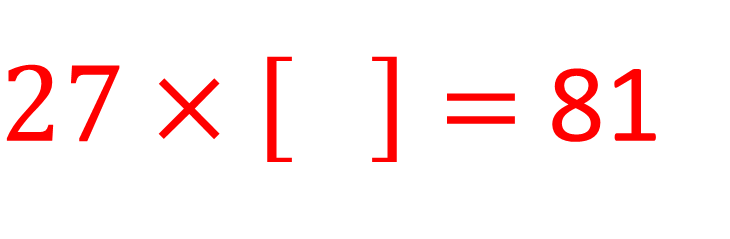 27 × [ ] = 81